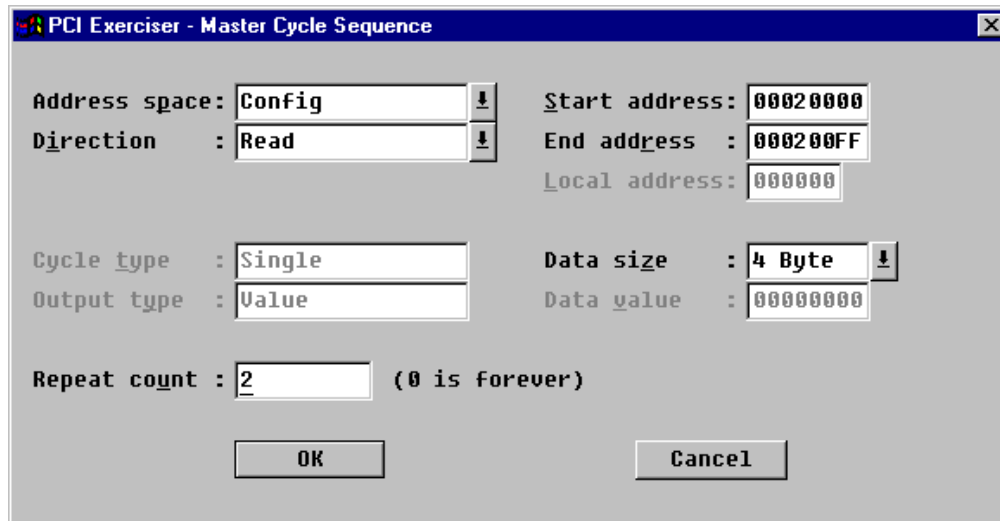 PCI Exerciser - Master Cycle Sequence
Address space: Config Start address: 00020000
Direction : Read End address : 000200FF
Local address: 000000
Cycle type : Single Data size : 4 Byte
Output type : Value Data value : 00000000
Repeat count : 2 (0 is forever)
OK Cancel